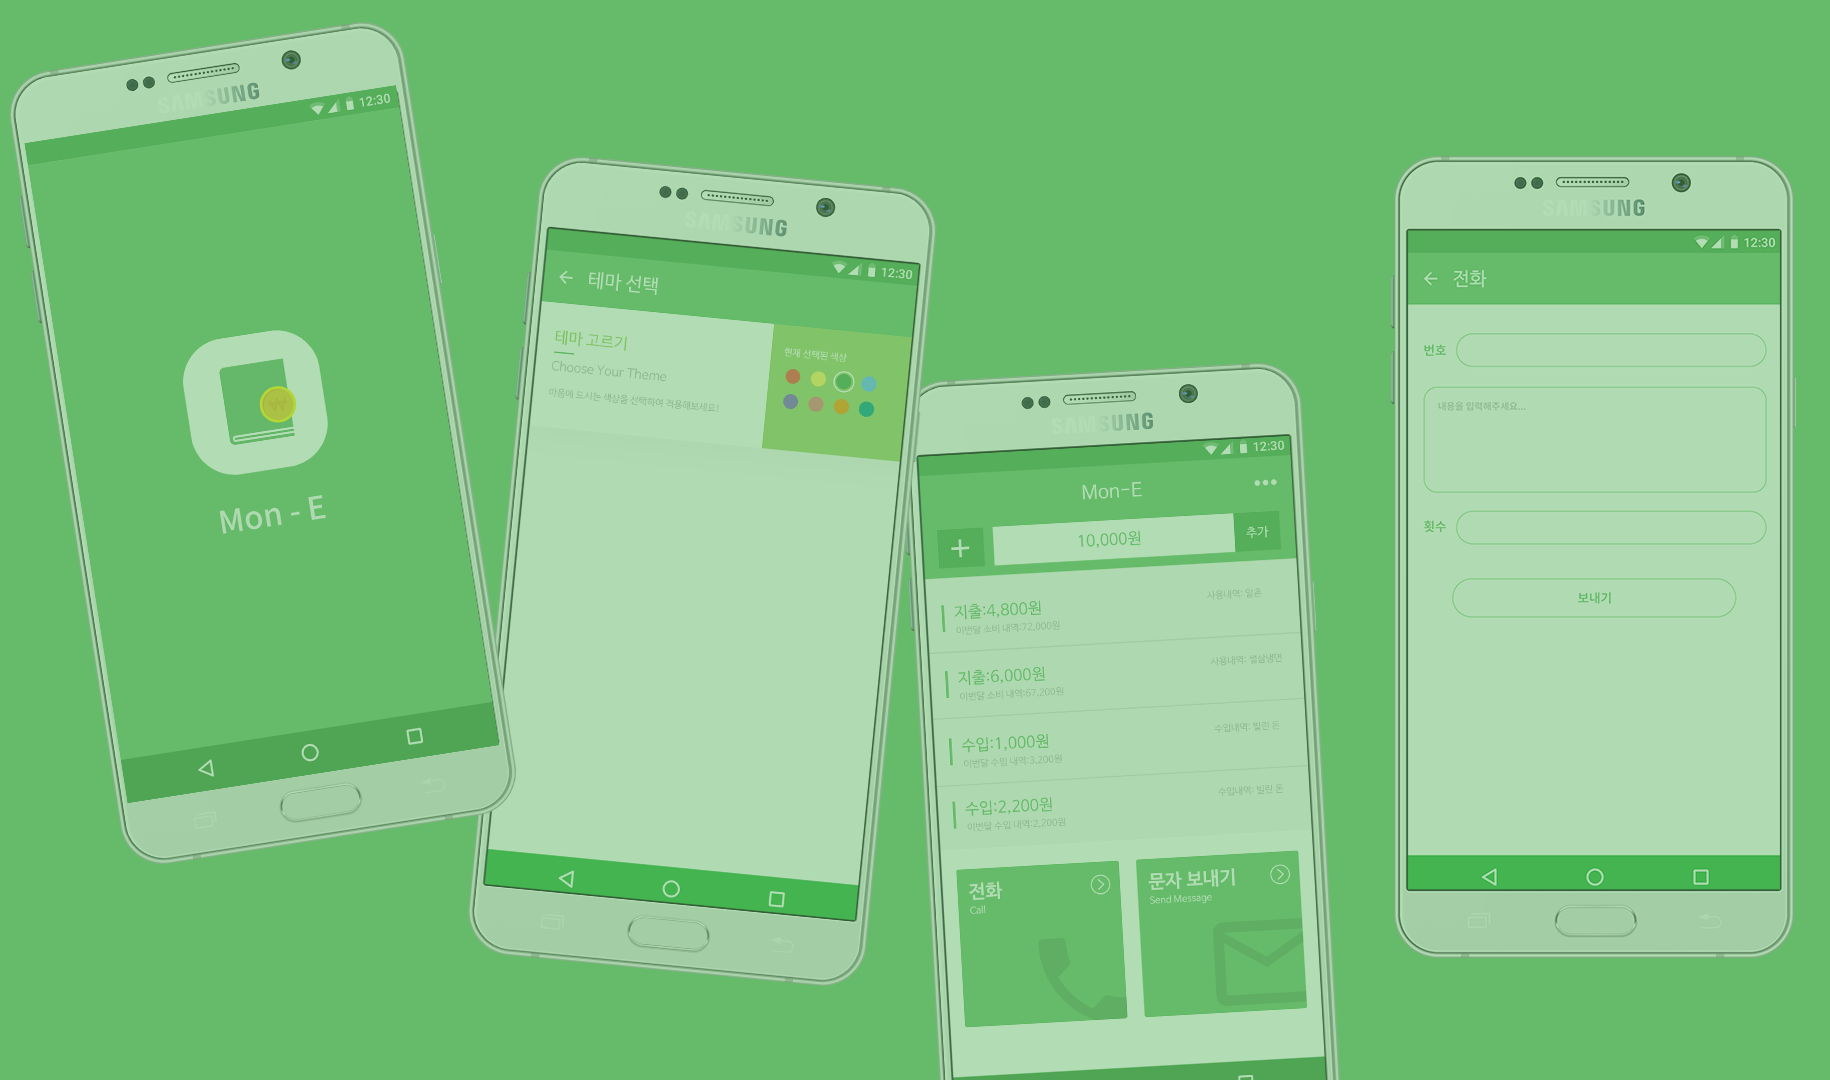 SAMSUNG
12:30
Mon - E
SAMSUNG
12:30
테마 선택
테마 고르기
Choose Your Theme
마음에 드시는 색상을 선택하여 적용해보세요!
현재 선택된 색상
SAMSUNG
12:30
Mon-E
10,000원
추가
지출:4,800원
이번달 소비 내역:72,000원
사용내역:
지출:6,000원
이번달 소비 내역:67,200원
사용내역:
수입:1,000원
이번달 수입 내역:3,200원
수입내역: 빌린 돈
수입:2,200원
이번달 수입 내역:2,200원
수입내역: 빌린 돈
전화
Call
문자 보내기
Send Message
SAMSUNG
12:30
전화
번호
내용을 입력해주세요...
횟수
보내기